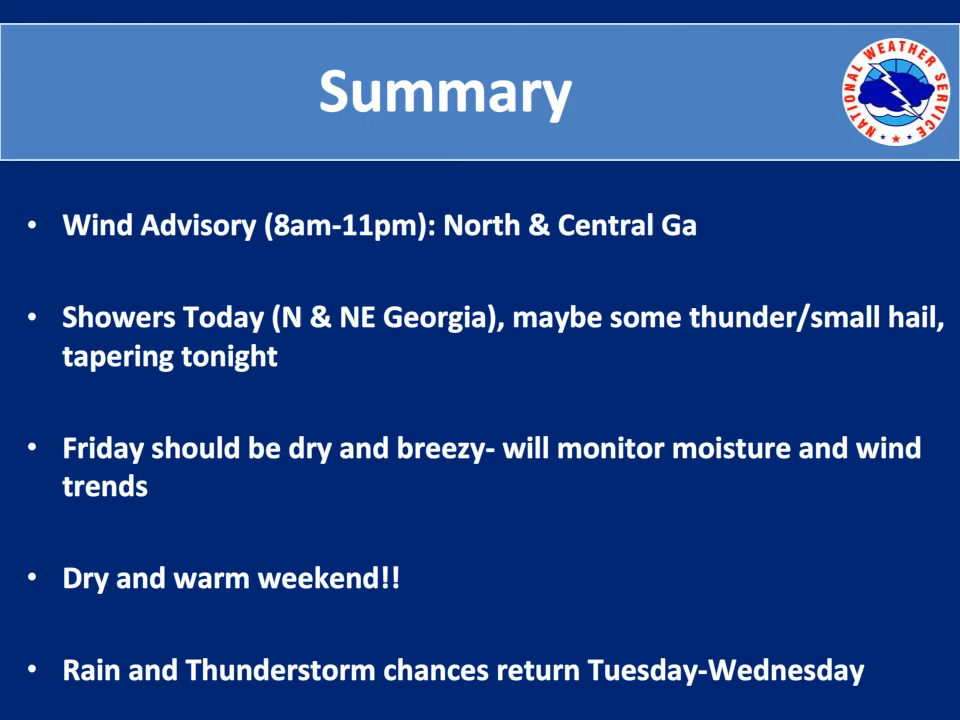 Summary
NATIONAL WEATHER SERVICE
• Wind Advisory (8am-11pm): North & Central Ga
• Showers Today (N & NE Georgia), maybe some thunder/small hail,
tapering tonight
• Friday should be dry and breezy- will monitor moisture and wind
trends
• Dry and warm weekend!!
• Rain and Thunderstorm chances return Tuesday-Wednesday